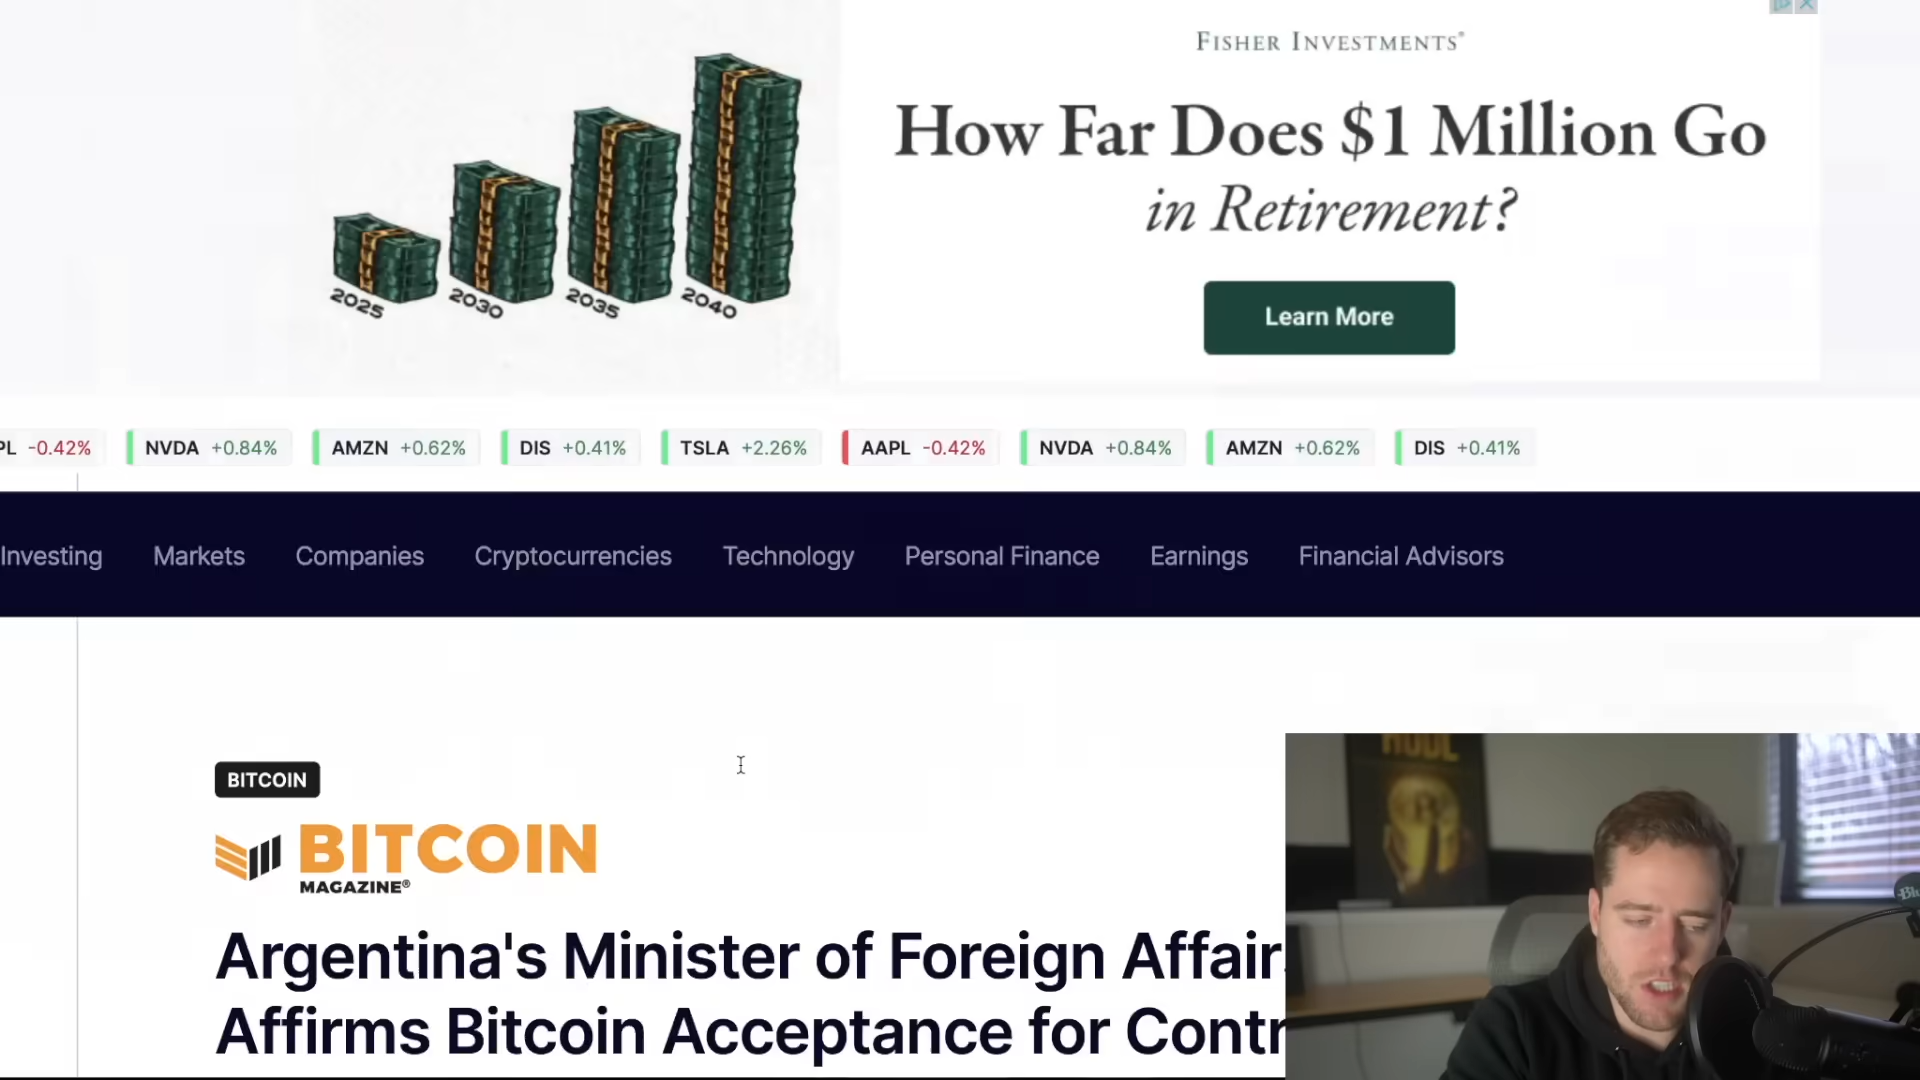 FISHER INVESTMENTS®
How Far Does $1 Million Go
in Retirement?
Learn More
2025 2030 2035 2040
PL -0.42% NVDA +0.84% AMZN +0.62% DIS +0.41% TSLA +2.26% AAPL -0.42% NVDA +0.84% AMZN +0.62% DIS +0.41%
Investing Markets Companies Cryptocurrencies Technology Personal Finance Earnings Financial Advisors
BITCOIN
BITCOIN
MAGAZINE®
Argentina's Minister of Foreign Affair
Affirms Bitcoin Acceptance for Contr
HODL
Blu